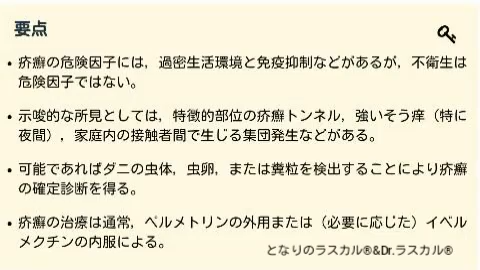 要点
• 疥癬の危険因子には，過密生活環境と免疫抑制などがあるが，不衛生は
危険因子ではない。
• 示唆的な所見としては，特徴的部位の疥癬トンネル，強いそう痒（特に
夜間），家庭内の接触者間で生じる集団発生などがある。
• 可能であればダニの虫体，虫卵，または糞粒を検出することにより疥癬
の確定診断を得る。
• 疥癬の治療は通常，ペルメトリンの外用または（必要に応じた）イベル
メクチンの内服による。
となりのラスカル®&Dr.ラスカル®